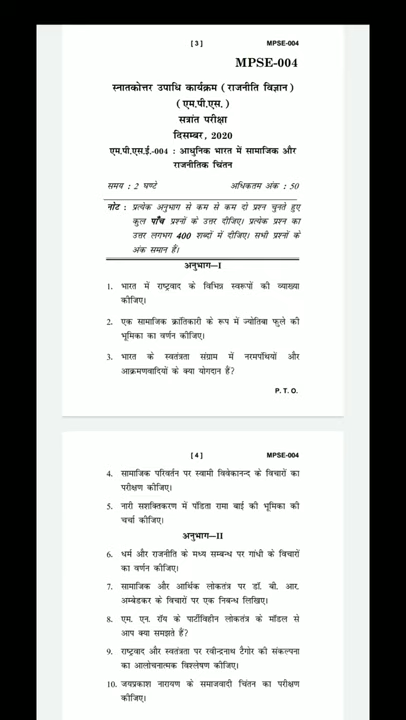 [ 3 ] MPSE-004
MPSE-004
स्नातकोत्तर उपाधि कार्यक्रम ( राजनीति विज्ञान )
( एम.पी.एस. )
सत्रांत परीक्षा
दिसम्बर, 2020
एम.पी.एस.ई.-004 : आधुनिक भारत में सामाजिक और
राजनीतिक चिंतन
समय : 2 घण्टे अधिकतम अंक : 50
नोट : प्रत्येक अनुभाग से कम से कम दो प्रश्न चुनते हुए
कुल पाँच प्रश्नों के उत्तर दीजिए। प्रत्येक प्रश्न का
उत्तर लगभग 400 शब्दों में दीजिए। सभी प्रश्नों के
अंक समान हैं।
अनुभाग—I
1. भारत में राष्ट्रवाद के विभिन्न स्वरूपों की व्याख्या
कीजिए।
2. एक सामाजिक क्रांतिकारी के रूप में ज्योतिबा फुले की
भूमिका का वर्णन कीजिए।
3. भारत के स्वतंत्रता संग्राम में नरमपंथियों और
आक्रमणवादियों के क्या योगदान हैं?
P. T. O.
[ 4 ] MPSE-004
4. सामाजिक परिवर्तन पर स्वामी विवेकानन्द के विचारों का
परीक्षण कीजिए।
5. नारी सशक्तिकरण में पंडिता रामा बाई की भूमिका की
चर्चा कीजिए।
अनुभाग—II
6. धर्म और राजनीति के मध्य सम्बन्ध पर गांधी के विचारों
का वर्णन कीजिए।
7. सामाजिक और आर्थिक लोकतंत्र पर डॉ. बी. आर.
अम्बेडकर के विचारों पर एक निबन्ध लिखिए।
8. एम. एन. रॉय के पार्टीविहीन लोकतंत्र के मॉडल से
आप क्या समझते हैं?
9. राष्ट्रवाद और स्वतंत्रता पर रवीन्द्रनाथ टैगोर की संकल्पना
का आलोचनात्मक विश्लेषण कीजिए।
10. जयप्रकाश नारायण के समाजवादी चिंतन का परीक्षण
कीजिए।